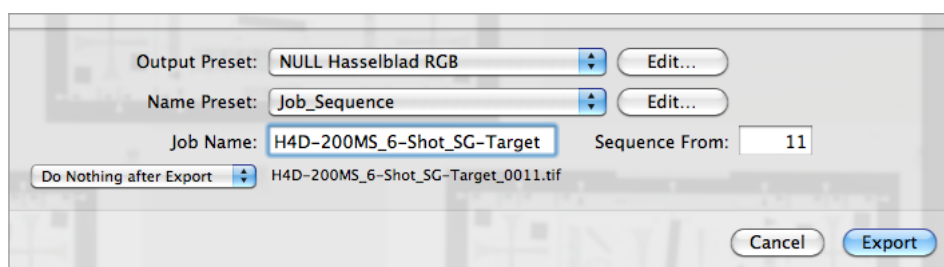 Output Preset: NULL Hasselblad RGB Edit...
Name Preset: Job_Sequence Edit...
Job Name: H4D-200MS_6-Shot_SG-Target Sequence From: 11
Do Nothing after Export H4D-200MS_6-Shot_SG-Target_0011.tif
Cancel Export